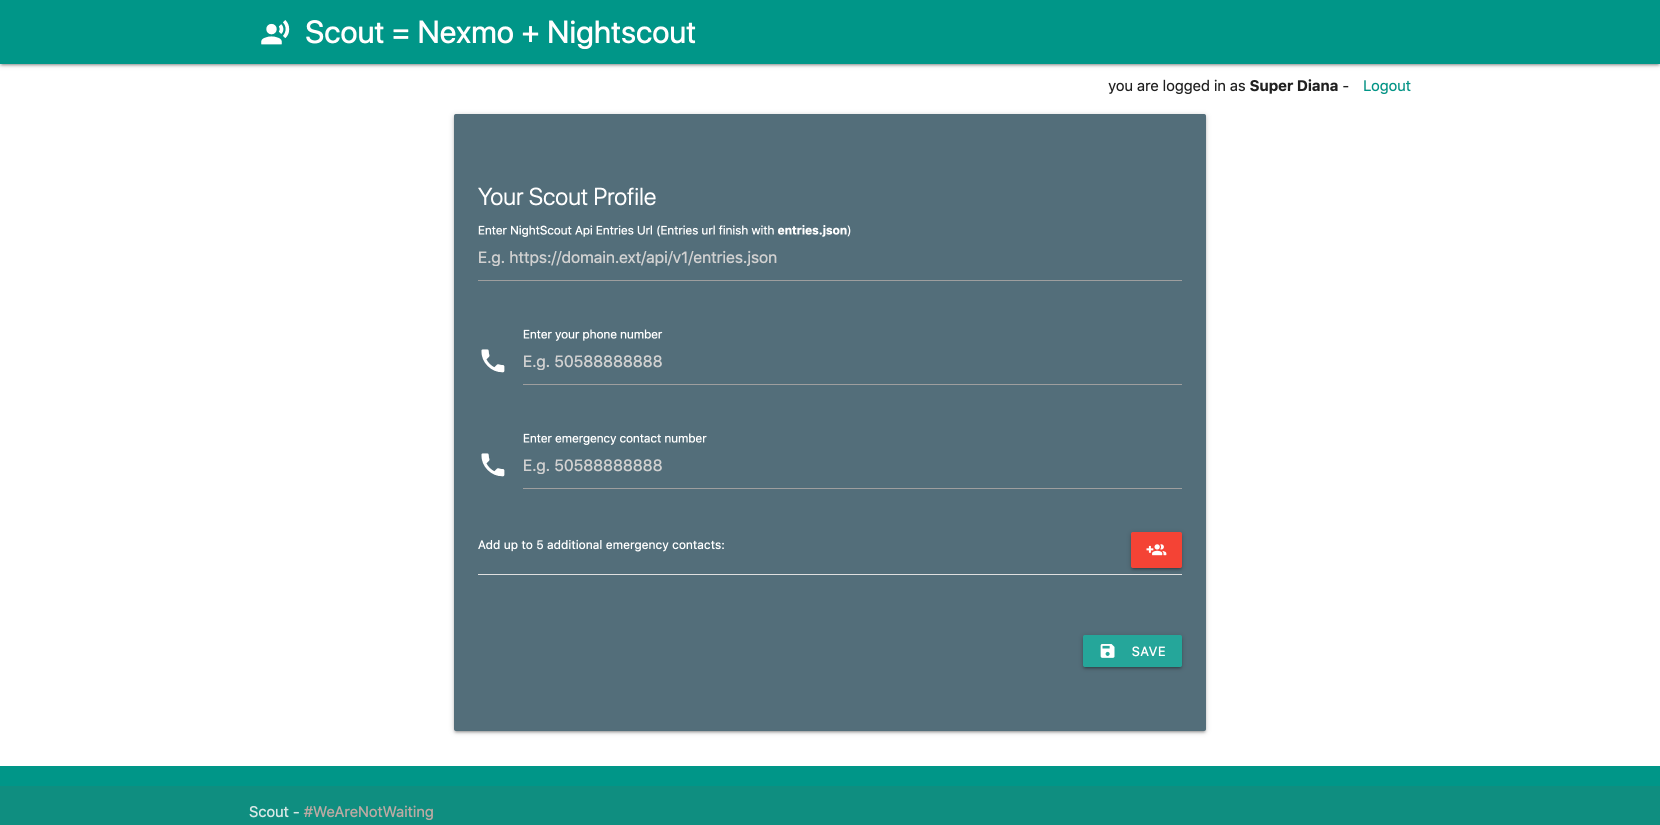 Scout = Nexmo + Nightscout
you are logged in as Super Diana - Logout
Your Scout Profile
Enter NightScout Api Entries Url (Entries url finish with entries.json)
E.g. https://domain.ext/api/v1/entries.json
Enter your phone number
E.g. 50588888888
Enter emergency contact number
E.g. 50588888888
Add up to 5 additional emergency contacts:
SAVE
Scout - #WeAreNotWaiting